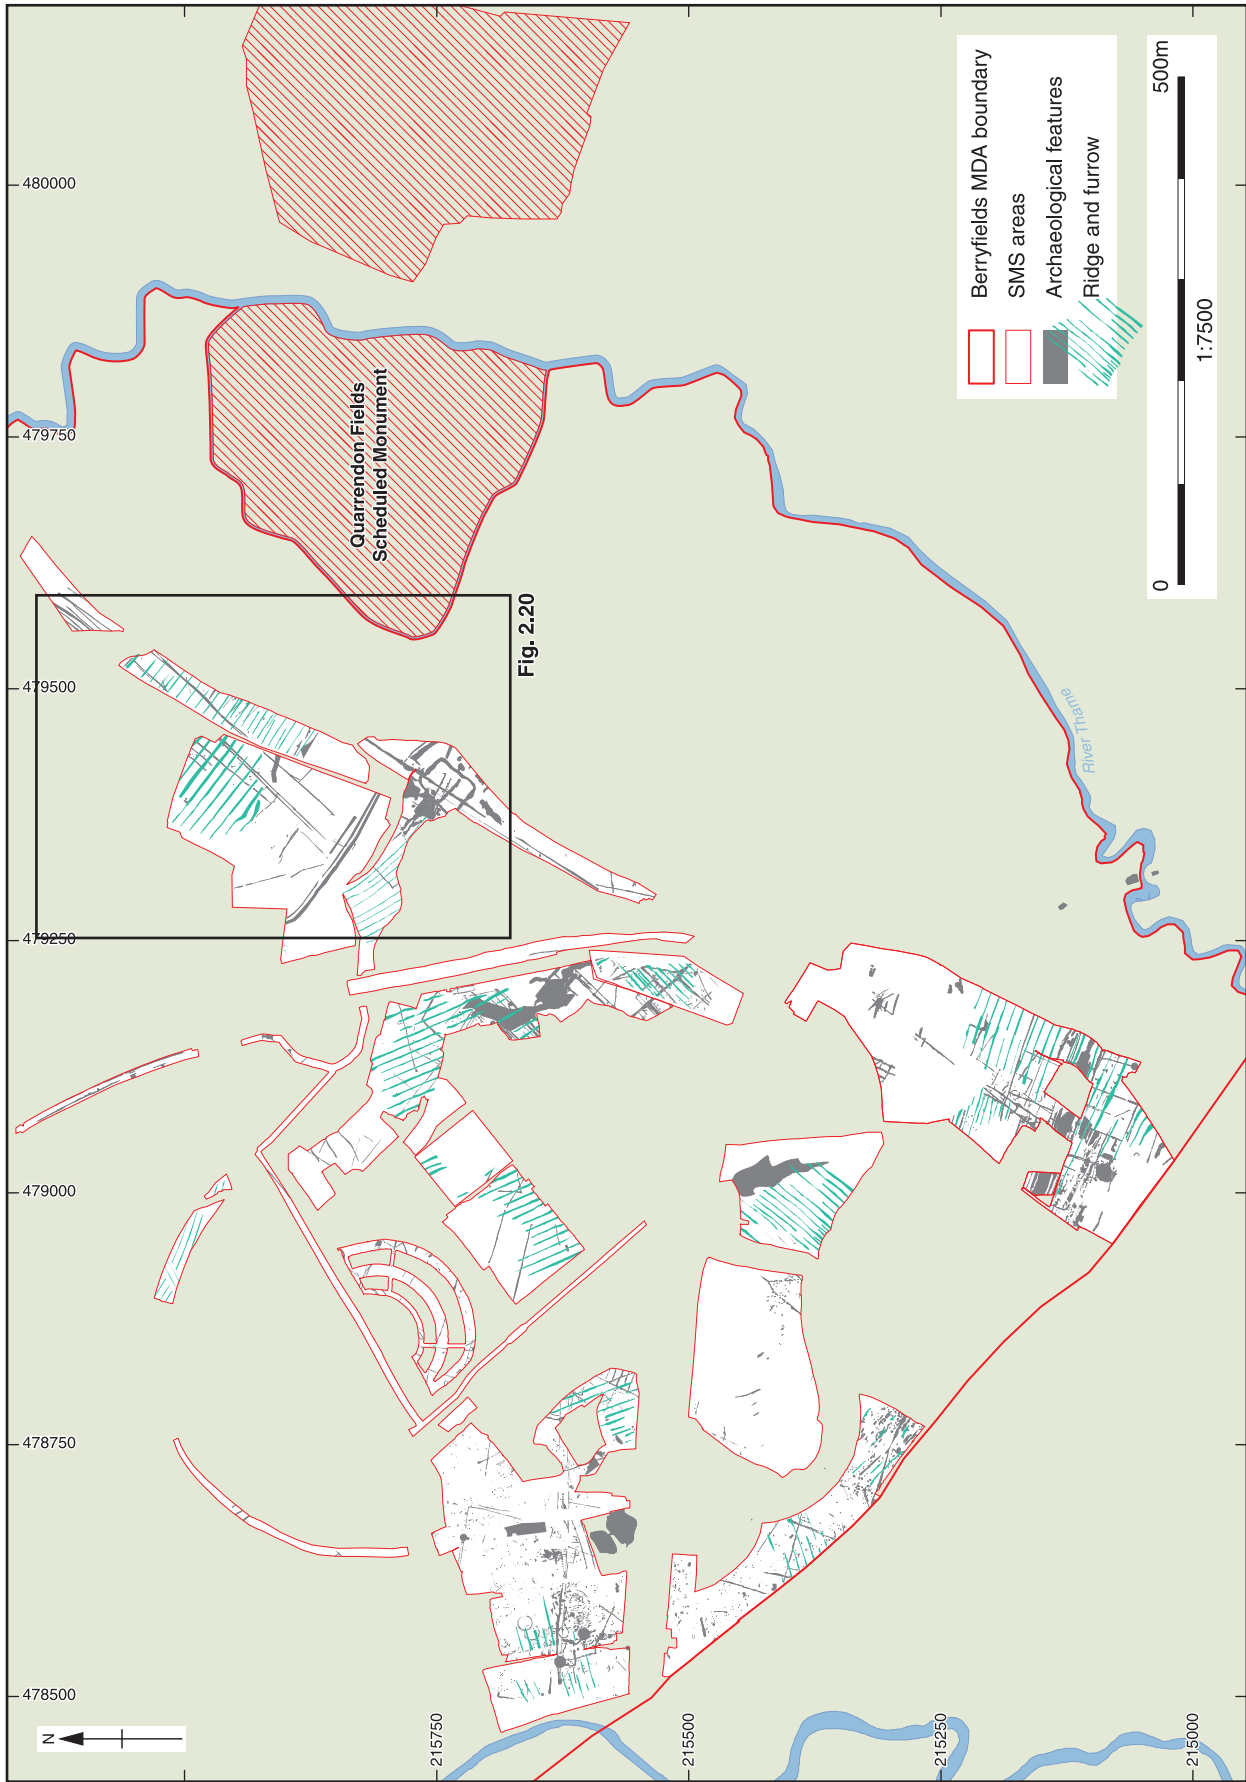 480000
479750
479500
479250
479000
478750
478500
Quarrendon Fields
Scheduled Monument
Fig. 2.20
River Thame
Berryfields MDA boundary
SMS areas
Archaeological features
Ridge and furrow
0
500m
1:7500
N
215750
215500
215250
215000